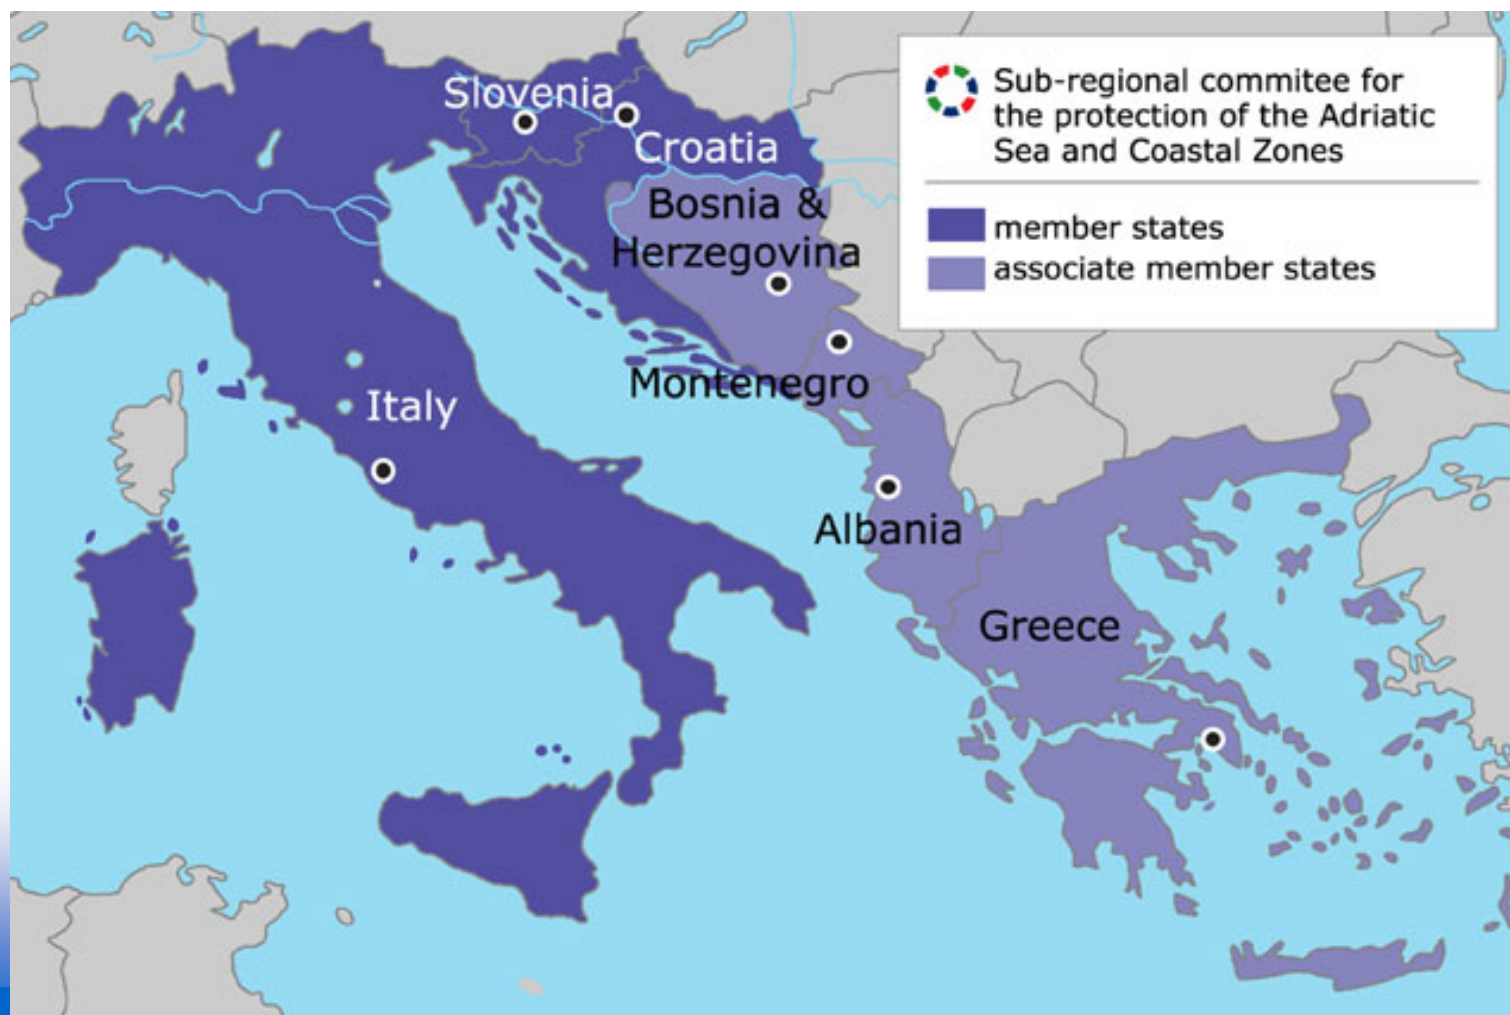 Slovenia
Croatia
Bosnia &
Herzegovina
Montenegro
Italy
Albania
Greece
Sub-regional commitee for
the protection of the Adriatic
Sea and Coastal Zones
member states
associate member states